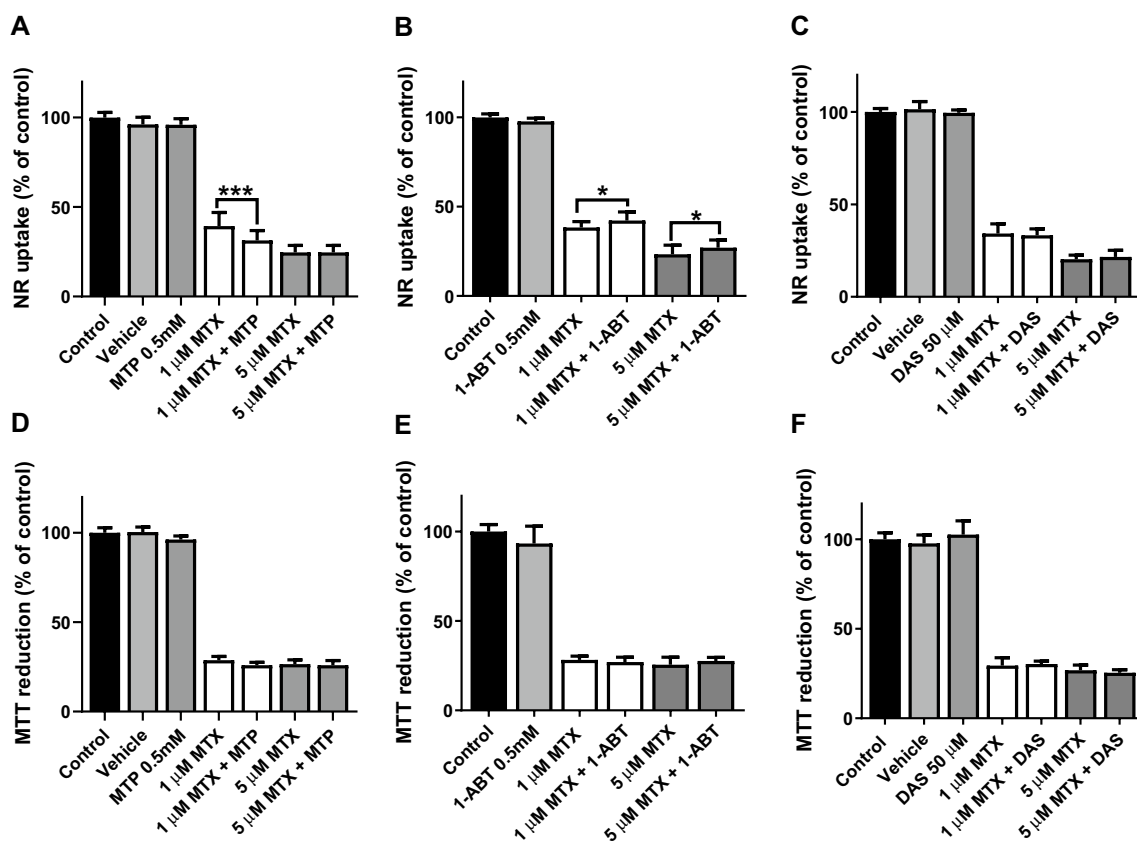 A
NR uptake (% of control)
100
50
0
***
Control
Vehicle
MTP 0.5mM
1 μM MTX
1 μM MTX + MTP
5 μM MTX
5 μM MTX + MTP
B
NR uptake (% of control)
100
50
0
*
*
Control
1-ABT 0.5mM
1 μM MTX
1 μM MTX + 1-ABT
5 μM MTX
5 μM MTX + 1-ABT
C
NR uptake (% of control)
100
50
0
Control
Vehicle
DAS 50 μM
1 μM MTX
1 μM MTX + DAS
5 μM MTX
5 μM MTX + DAS
D
MTT reduction (% of control)
100
50
0
Control
Vehicle
MTP 0.5mM
1 μM MTX
1 μM MTX + MTP
5 μM MTX
5 μM MTX + MTP
E
MTT reduction (% of control)
100
50
0
Control
1-ABT 0.5mM
1 μM MTX
1 μM MTX + 1-ABT
5 μM MTX
5 μM MTX + 1-ABT
F
MTT reduction (% of control)
100
50
0
Control
Vehicle
DAS 50 μM
1 μM MTX
1 μM MTX + DAS
5 μM MTX
5 μM MTX + DAS